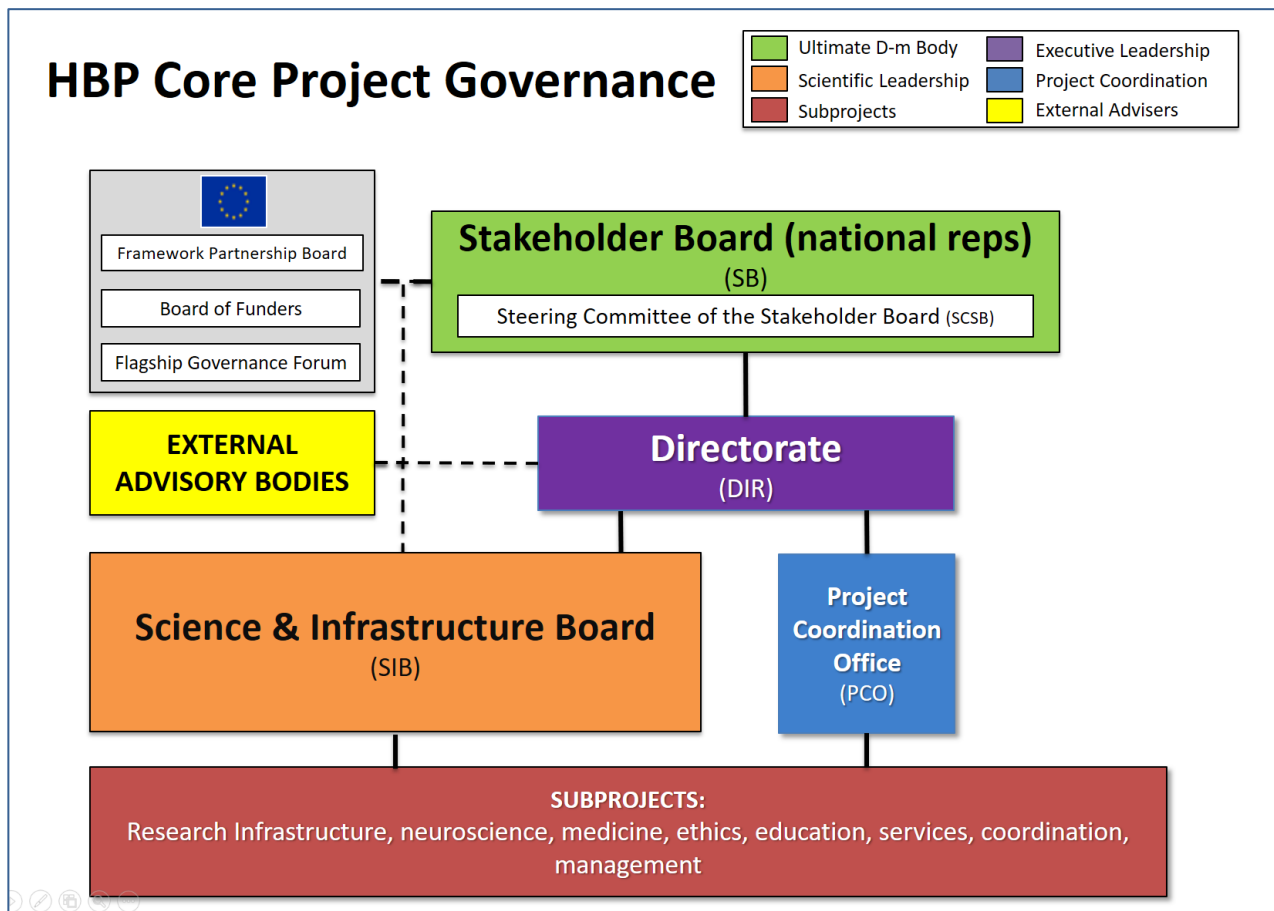 HBP Core Project Governance
Ultimate D-m Body
Executive Leadership
Scientific Leadership
Project Coordination
Subprojects
External Advisers
Framework Partnership Board
Board of Funders
Flagship Governance Forum
Stakeholder Board (national reps)
(SB)
Steering Committee of the Stakeholder Board (SCSB)
EXTERNAL
ADVISORY BODIES
Directorate
(DIR)
Science & Infrastructure Board
(SIB)
Project
Coordination
Office
(PCO)
SUBPROJECTS:
Research Infrastructure, neuroscience, medicine, ethics, education, services, coordination,
management